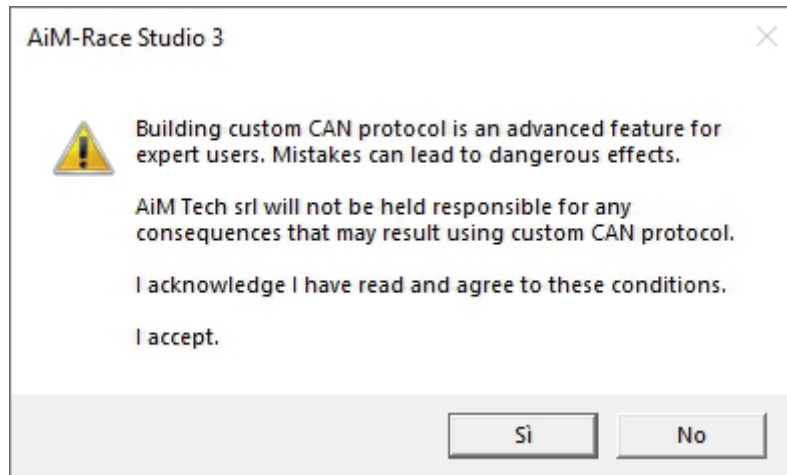 AiM-Race Studio 3
Building custom CAN protocol is an advanced feature for
expert users. Mistakes can lead to dangerous effects.
AiM Tech srl will not be held responsible for any
consequences that may result using custom CAN protocol.
I acknowledge I have read and agree to these conditions.
I accept.
Sì
No